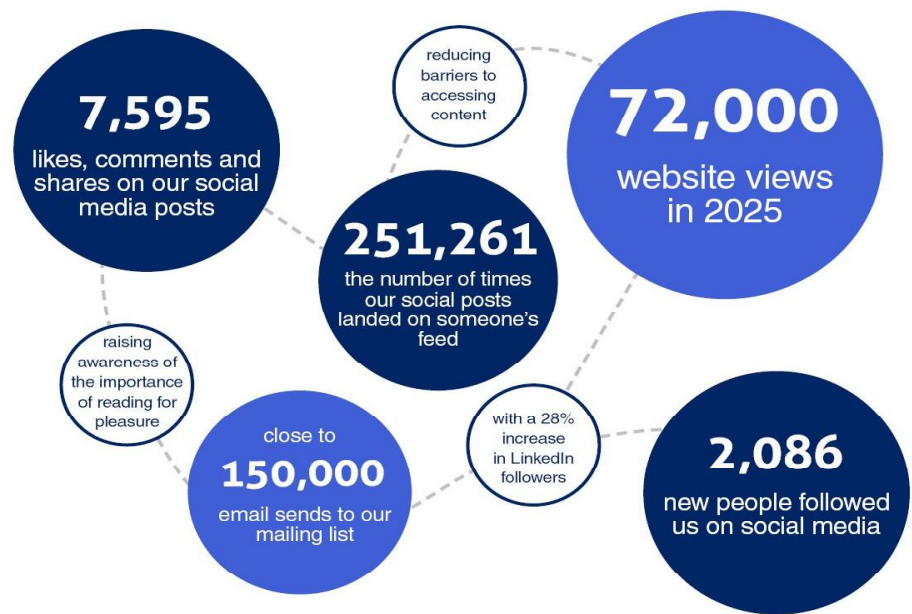 7,595
likes, comments and
shares on our social
media posts
reducing
barriers to
accessing
content
72,000
website views
in 2025
251,261
the number of times
our social posts
landed on someone's
feed
raising
awareness of
the importance
of reading for
pleasure
close to
150,000
email sends to our
mailing list
with a 28%
increase
in LinkedIn
followers
2,086
new people followed
us on social media